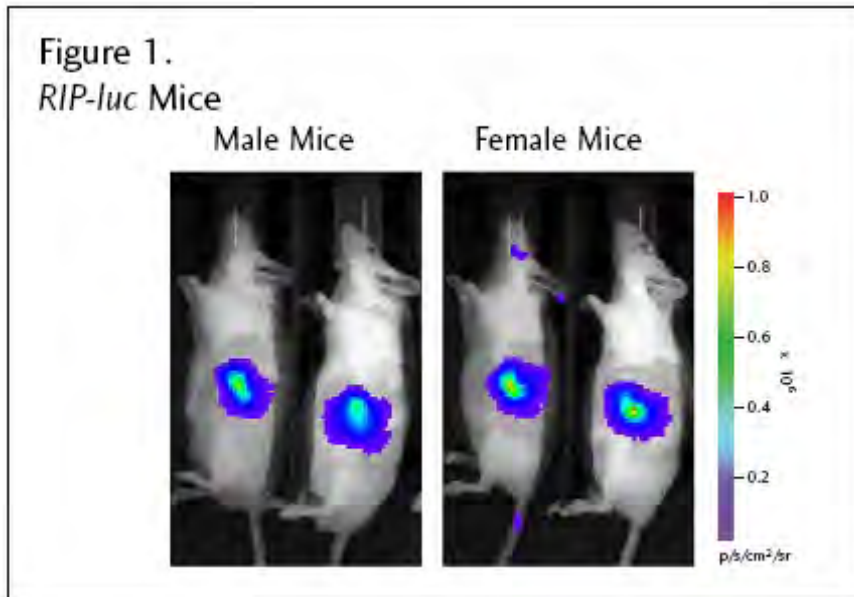 Figure 1.
RIP-luc Mice
Male Mice
Female Mice
1.0
0.8
0.6
0.4
0.2
x 10⁶
p/s/cm²/sr